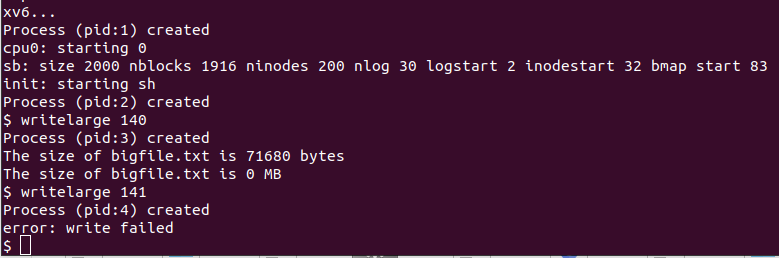 xv6...
Process (pid:1) created
cpu0: starting 0
sb: size 2000 nblocks 1916 ninodes 200 nlog 30 logstart 2 inodestart 32 bmap start 83
init: starting sh
Process (pid:2) created
$ writelarge 140
Process (pid:3) created
The size of bigfile.txt is 71680 bytes
The size of bigfile.txt is 0 MB
$ writelarge 141
Process (pid:4) created
error: write failed
$